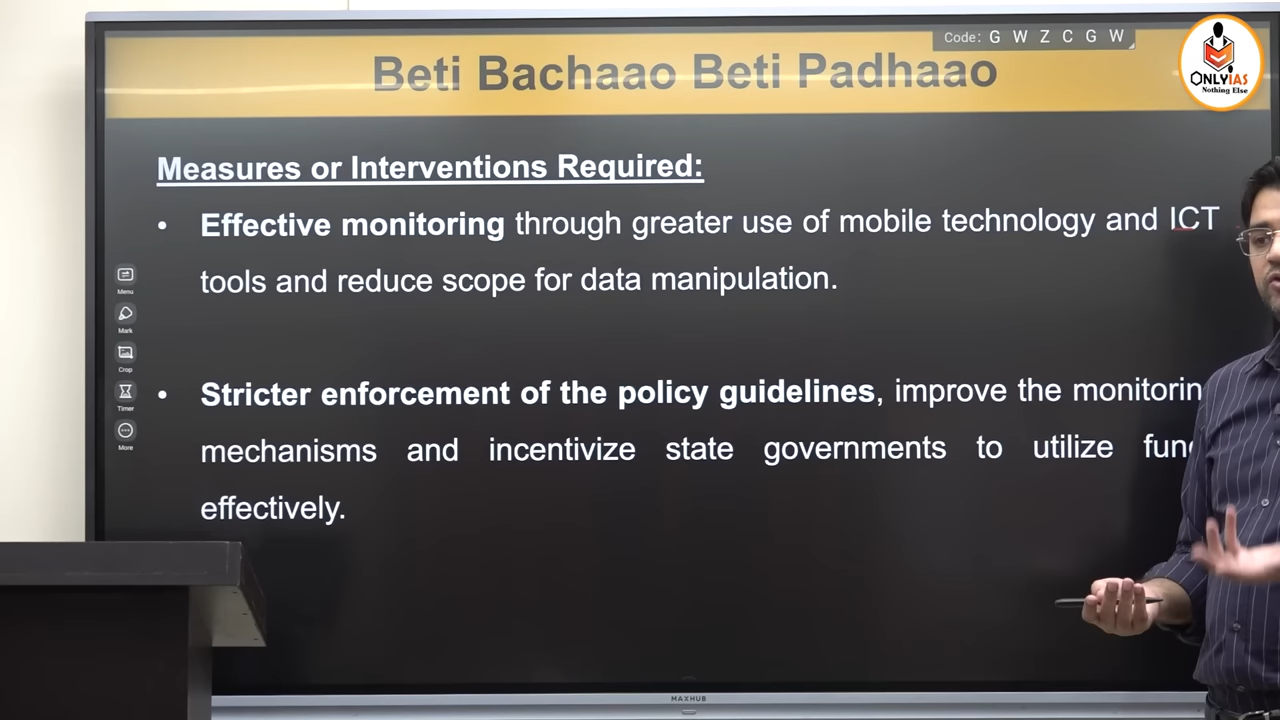 Code: G W Z C G W
ONLYIAS
Nothing Else
Beti Bachaao Beti Padhaao
Measures or Interventions Required:
• Effective monitoring through greater use of mobile technology and ICT
tools and reduce scope for data manipulation.
• Stricter enforcement of the policy guidelines, improve the monitorin
mechanisms and incentivize state governments to utilize fun
effectively.
Menu
Mark
Crop
Timer
More
MAXHUB